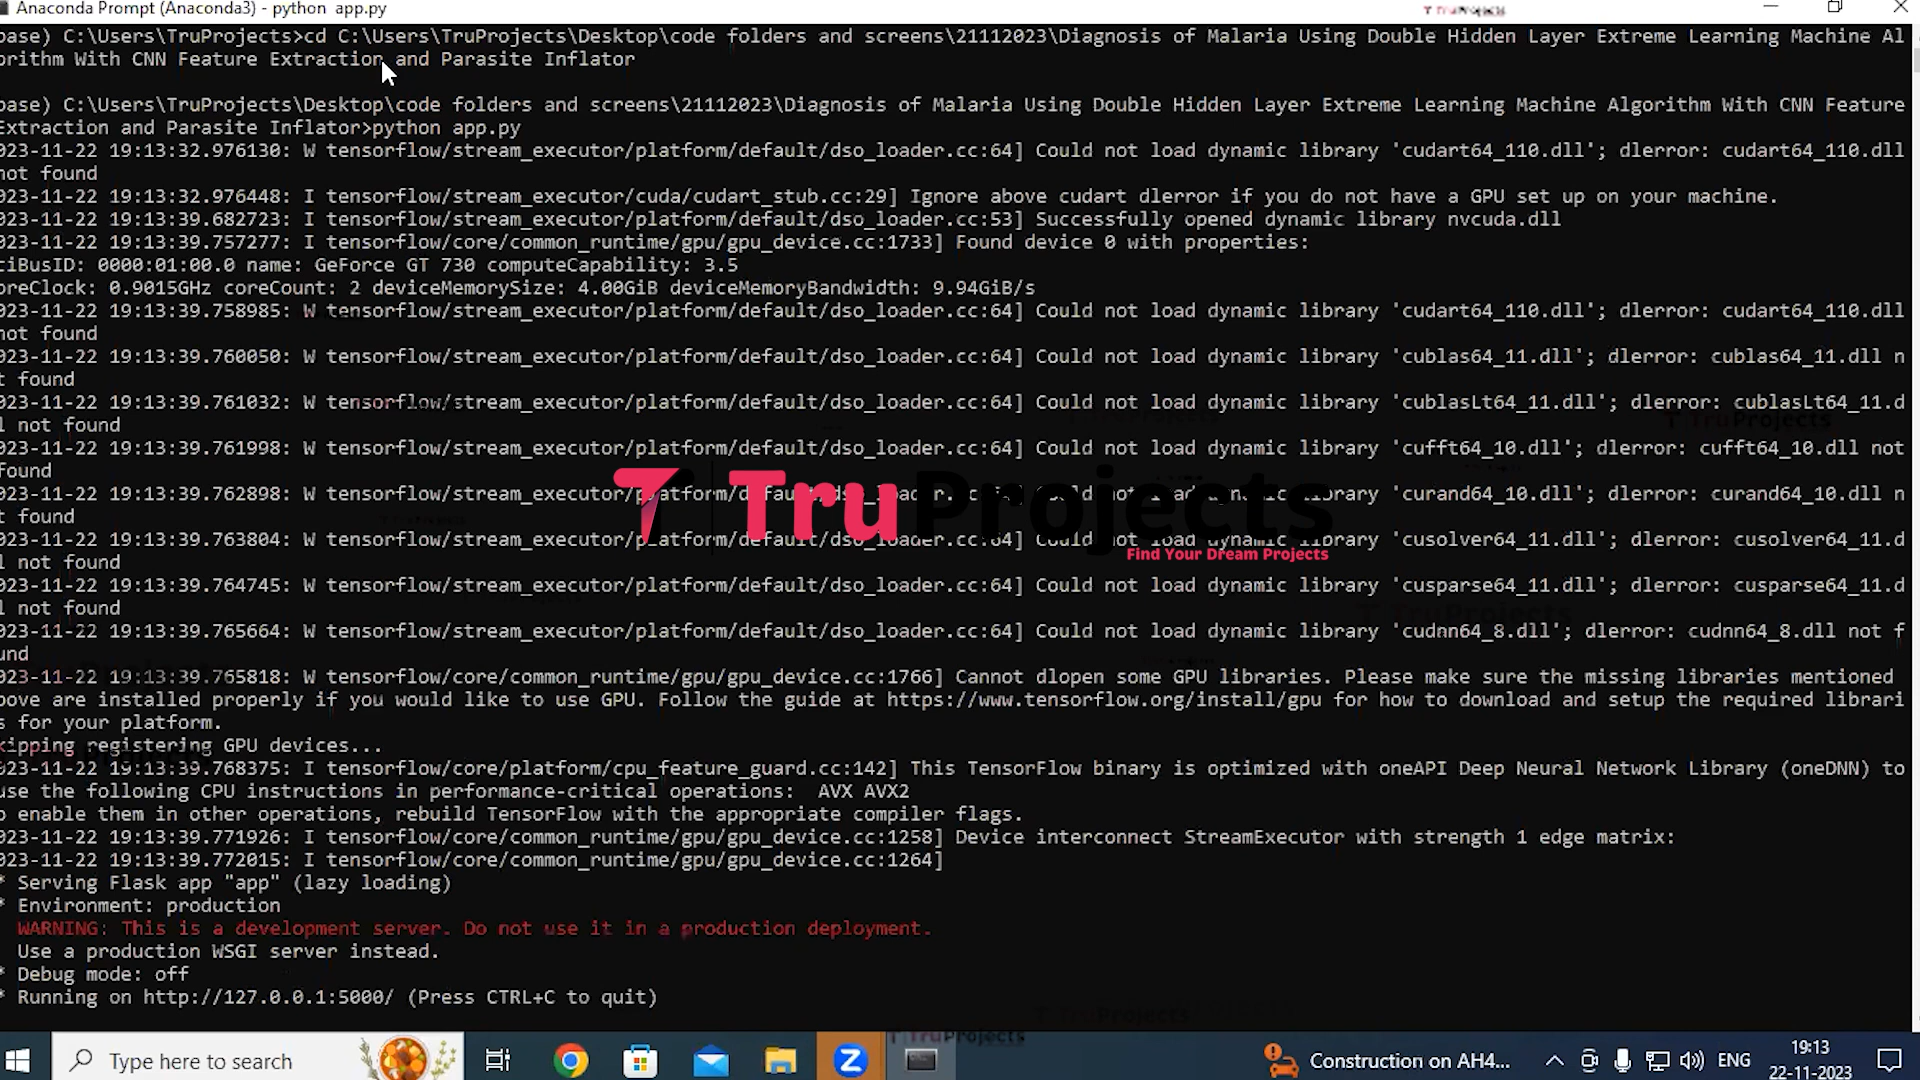 Anaconda Prompt (Anaconda3) - python app.py
TruProjects
base) C:\Users\TruProjects>cd C:\Users\TruProjects\Desktop\code folders and screens\21112023\Diagnosis of Malaria Using Double Hidden Layer Extreme Learning Machine Al
orithm With CNN Feature Extraction and Parasite Inflator
base) C:\Users\TruProjects\Desktop\code folders and screens\21112023\Diagnosis of Malaria Using Double Hidden Layer Extreme Learning Machine Algorithm With CNN Feature
Extraction and Parasite Inflator>python app.py
023-11-22 19:13:32.976130: W tensorflow/stream_executor/platform/default/dso_loader.cc:64] Could not load dynamic library 'cudart64_110.dll'; dlerror: cudart64_110.dll
not found
023-11-22 19:13:32.976448: I tensorflow/stream_executor/cuda/cudart_stub.cc:29] Ignore above cudart dlerror if you do not have a GPU set up on your machine.
023-11-22 19:13:39.682723: I tensorflow/stream_executor/platform/default/dso_loader.cc:53] Successfully opened dynamic library nvcuda.dll
023-11-22 19:13:39.757277: I tensorflow/core/common_runtime/gpu/gpu_device.cc:1733] Found device 0 with properties:
ciBusID: 0000:01:00.0 name: GeForce GT 730 computeCapability: 3.5
oreClock: 0.9015GHz coreCount: 2 deviceMemorySize: 4.00GiB deviceMemoryBandwidth: 9.94GiB/s
023-11-22 19:13:39.758985: W tensorflow/stream_executor/platform/default/dso_loader.cc:64] Could not load dynamic library 'cudart64_110.dll'; dlerror: cudart64_110.dll
not found
023-11-22 19:13:39.760050: W tensorflow/stream_executor/platform/default/dso_loader.cc:64] Could not load dynamic library 'cublas64_11.dll'; dlerror: cublas64_11.dll n
t found
023-11-22 19:13:39.761032: W tensorflow/stream_executor/platform/default/dso_loader.cc:64] Could not load dynamic library 'cublasLt64_11.dll'; dlerror: cublasLt64_11.d
l not found
023-11-22 19:13:39.761998: W tensorflow/stream_executor/platform/default/dso_loader.cc:64] Could not load dynamic library 'cufft64_10.dll'; dlerror: cufft64_10.dll not
found
023-11-22 19:13:39.762898: W tensorflow/stream_executor/platform/default/dso_loader.cc:64] Could not load dynamic library 'curand64_10.dll'; dlerror: curand64_10.dll n
t found
TruProjects
023-11-22 19:13:39.763804: W tensorflow/stream_executor/platform/default/dso_loader.cc:64] Could not load dynamic library 'cusolver64_11.dll'; dlerror: cusolver64_11.d
l not found
Find Your Dream Projects
023-11-22 19:13:39.764745: W tensorflow/stream_executor/platform/default/dso_loader.cc:64] Could not load dynamic library 'cusparse64_11.dll'; dlerror: cusparse64_11.d
l not found
023-11-22 19:13:39.765664: W tensorflow/stream_executor/platform/default/dso_loader.cc:64] Could not load dynamic library 'cudnn64_8.dll'; dlerror: cudnn64_8.dll not f
und
023-11-22 19:13:39.765818: W tensorflow/core/common_runtime/gpu/gpu_device.cc:1766] Cannot dlopen some GPU libraries. Please make sure the missing libraries mentioned
bove are installed properly if you would like to use GPU. Follow the guide at https://www.tensorflow.org/install/gpu for how to download and setup the required librari
s for your platform.
kipping registering GPU devices...
023-11-22 19:13:39.768375: I tensorflow/core/platform/cpu_feature_guard.cc:142] This TensorFlow binary is optimized with oneAPI Deep Neural Network Library (oneDNN) to
use the following CPU instructions in performance-critical operations:  AVX AVX2
o enable them in other operations, rebuild TensorFlow with the appropriate compiler flags.
023-11-22 19:13:39.771926: I tensorflow/core/common_runtime/gpu/gpu_device.cc:1258] Device interconnect StreamExecutor with strength 1 edge matrix:
023-11-22 19:13:39.772015: I tensorflow/core/common_runtime/gpu/gpu_device.cc:1264]
* Serving Flask app "app" (lazy loading)
* Environment: production
WARNING: This is a development server. Do not use it in a production deployment.
Use a production WSGI server instead.
* Debug mode: off
* Running on http://127.0.0.1:5000/ (Press CTRL+C to quit)
TruProjects
Type here to search
Construction on AH4...
ENG
19:13
22-11-2023